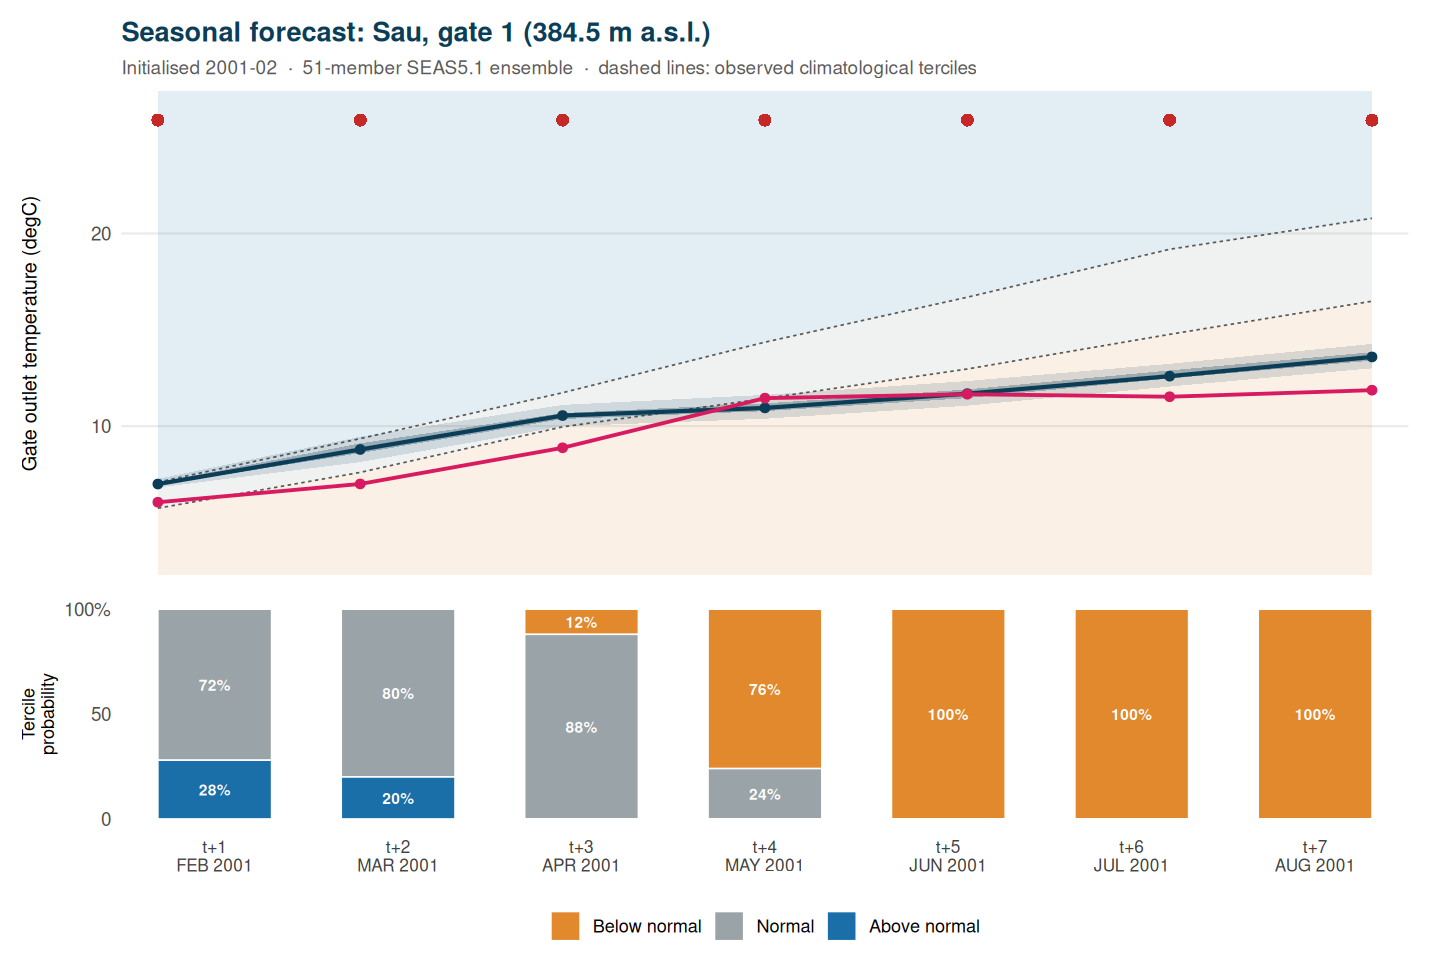 Seasonal forecast: Sau, gate 1 (384.5 m a.s.l.)
Initialised 2001-02 · 51-member SEAS5.1 ensemble · dashed lines: observed climatological terciles
Gate outlet temperature (degC)
20
10
Tercile
probability
100%
50
0
72%
28%
80%
20%
12%
88%
76%
24%
100%
100%
100%
t+1
FEB 2001
t+2
MAR 2001
t+3
APR 2001
t+4
MAY 2001
t+5
JUN 2001
t+6
JUL 2001
t+7
AUG 2001
Below normal
Normal
Above normal